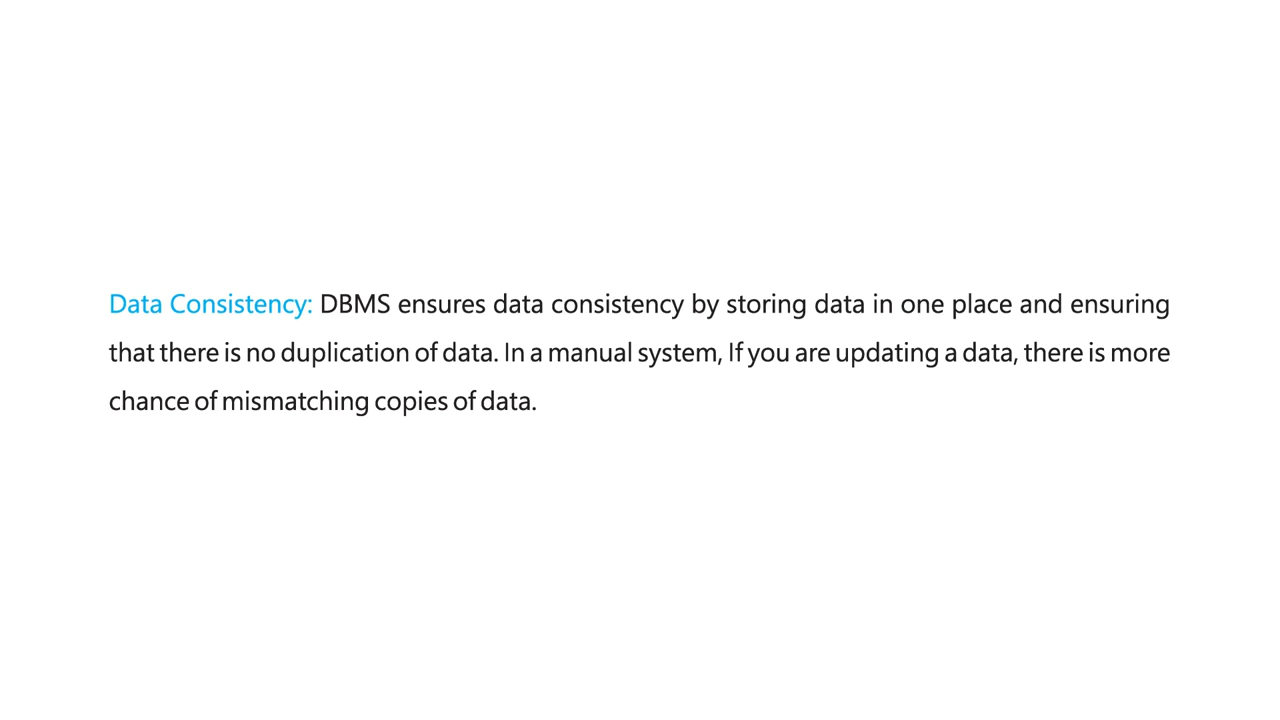 Data Consistency: DBMS ensures data consistency by storing data in one place and ensuring
that there is no duplication of data. In a manual system, If you are updating a data, there is more
chance of mismatching copies of data.